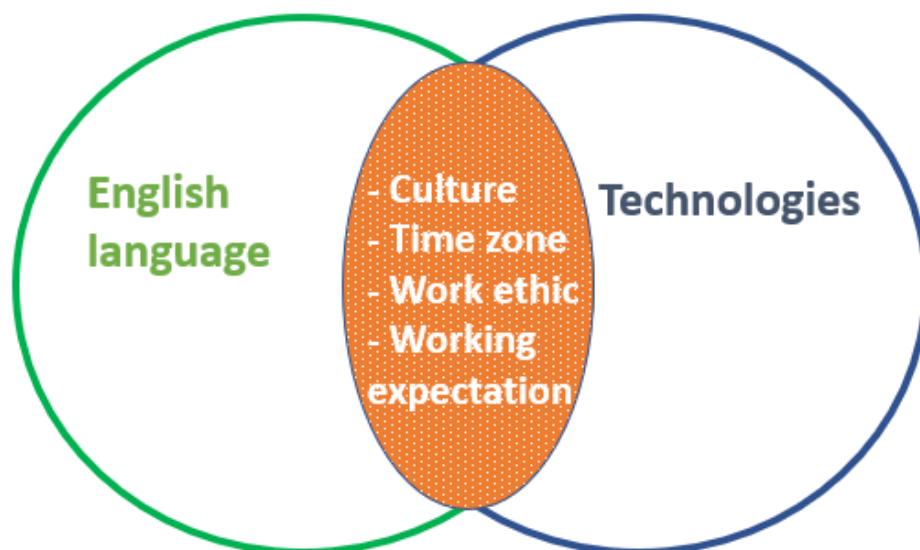 English
language
- Culture
- Time zone
- Work ethic
- Working
expectation
Technologies